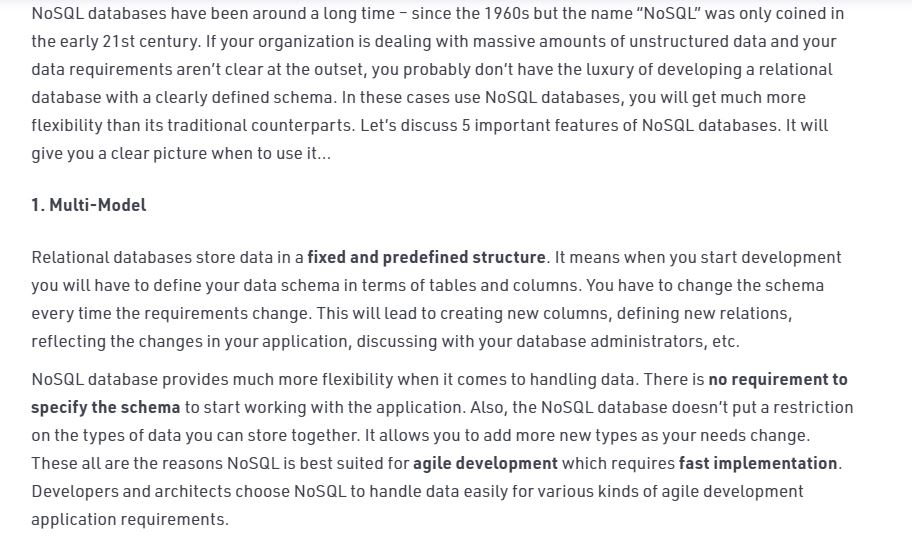 NoSQL databases have been around a long time – since the 1960s but the name “NoSQL” was only coined in
the early 21st century. If your organization is dealing with massive amounts of unstructured data and your
data requirements aren’t clear at the outset, you probably don’t have the luxury of developing a relational
database with a clearly defined schema. In these cases use NoSQL databases, you will get much more
flexibility than its traditional counterparts. Let’s discuss 5 important features of NoSQL databases. It will
give you a clear picture when to use it…
1. Multi-Model
Relational databases store data in a fixed and predefined structure. It means when you start development
you will have to define your data schema in terms of tables and columns. You have to change the schema
every time the requirements change. This will lead to creating new columns, defining new relations,
reflecting the changes in your application, discussing with your database administrators, etc.
NoSQL database provides much more flexibility when it comes to handling data. There is no requirement to
specify the schema to start working with the application. Also, the NoSQL database doesn’t put a restriction
on the types of data you can store together. It allows you to add more new types as your needs change.
These all are the reasons NoSQL is best suited for agile development which requires fast implementation.
Developers and architects choose NoSQL to handle data easily for various kinds of agile development
application requirements.